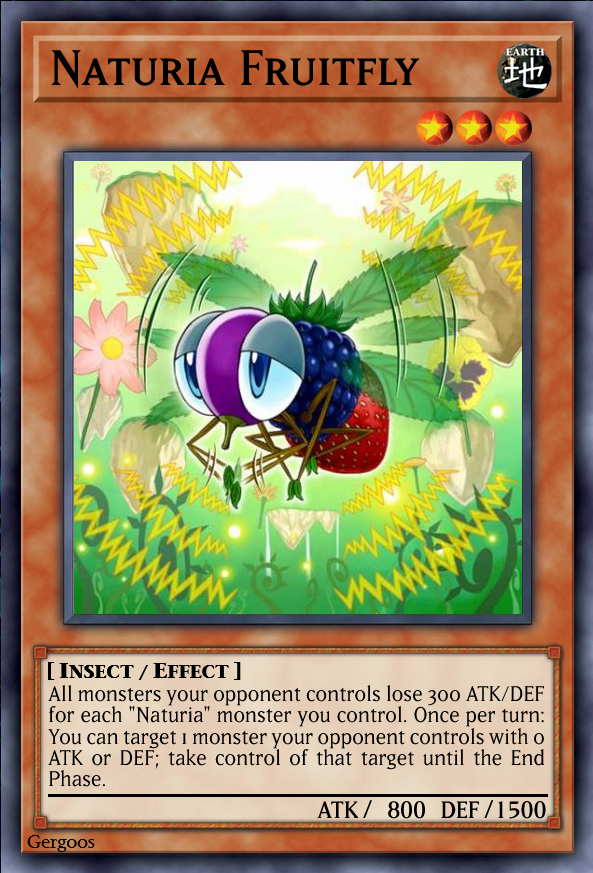 Naturia Fruitfly
EARTH
地
[ Insect / Effect ]
All monsters your opponent controls lose 300 ATK/DEF
for each "Naturia" monster you control. Once per turn:
You can target 1 monster your opponent controls with 0
ATK or DEF; take control of that target until the End
Phase.
ATK / 800 DEF /1500
Gergoos